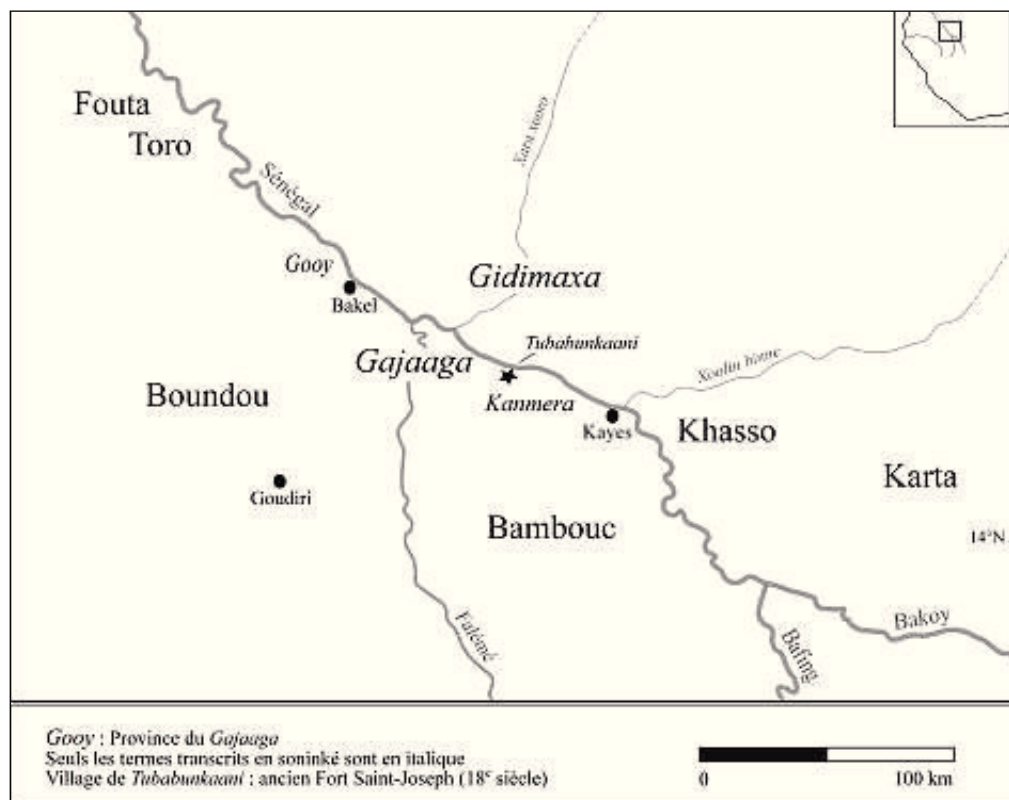 Fouta
Toro
Sénégal
Gooy
Bakel
Gidimaxa
Gajaaga
Tubabunkaani
Kanmera
Kayes
Khasso
Karta
Boundou
Goudiri
Bambouc
14°N
Falémé
Bafing
Bakoy
Gooy : Province du Gajaaga
Seuls les termes transcrits en soninké sont en italique
Village de Tubabunkaani : ancien Fort Saint-Joseph (18e siècle)
0 100 km